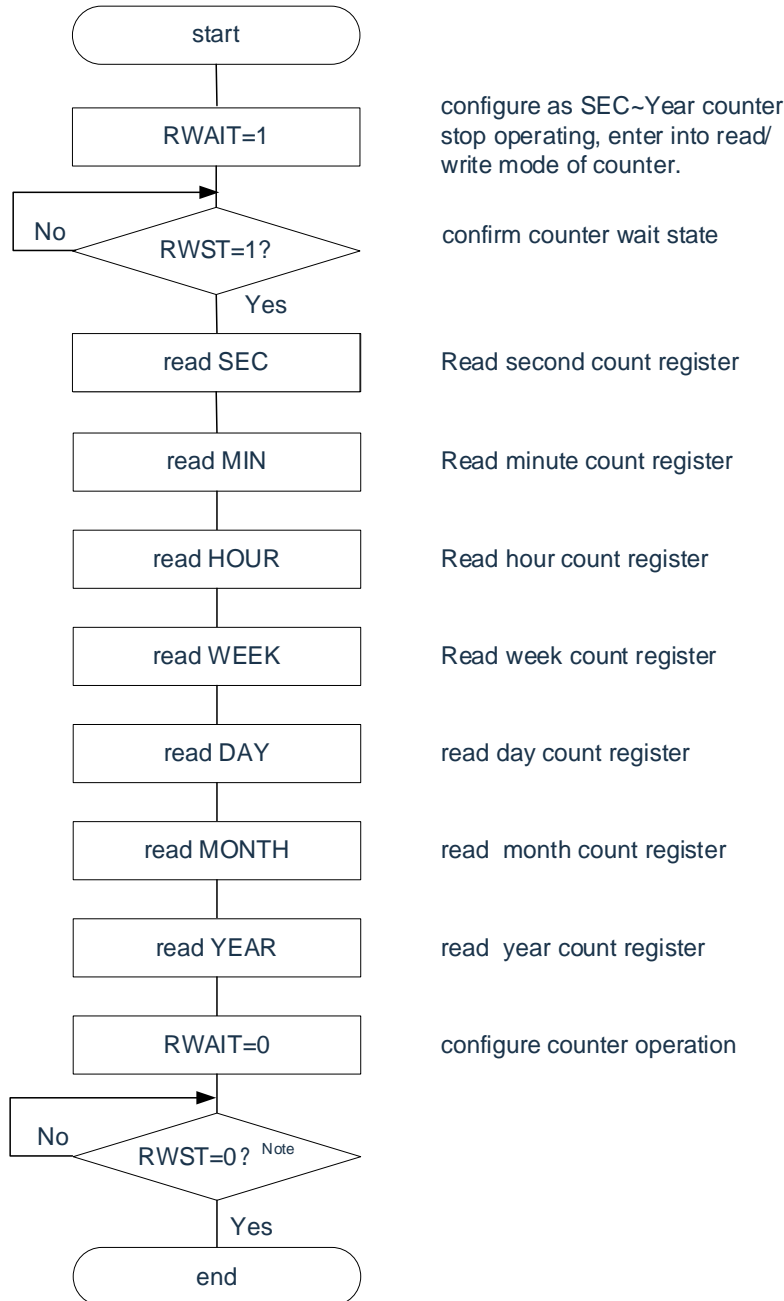 start
RWAIT=1
configure as SEC~Year counter
stop operating, enter into read/
write mode of counter.
No
RWST=1?
confirm counter wait state
Yes
read SEC
Read second count register
read MIN
Read minute count register
read HOUR
Read hour count register
read WEEK
Read week count register
read DAY
read day count register
read MONTH
read  month count register
read YEAR
read  year count register
RWAIT=0
configure counter operation
No
RWST=0? Note
Yes
end